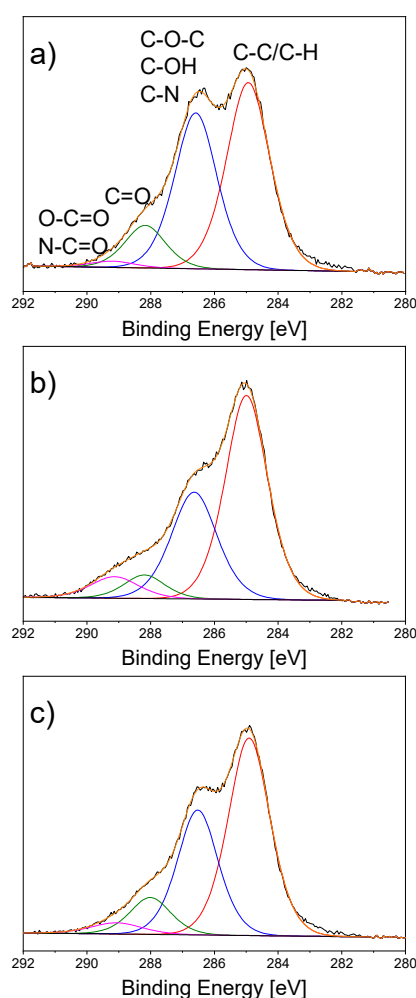 a)
C-O-C
C-OH
C-N
C-C/C-H
C=O
O-C=O
N-C=O
292 290 288 286 284 282 280
Binding Energy [eV]
b)
292 290 288 286 284 282 280
Binding Energy [eV]
c)
292 290 288 286 284 282 280
Binding Energy [eV]